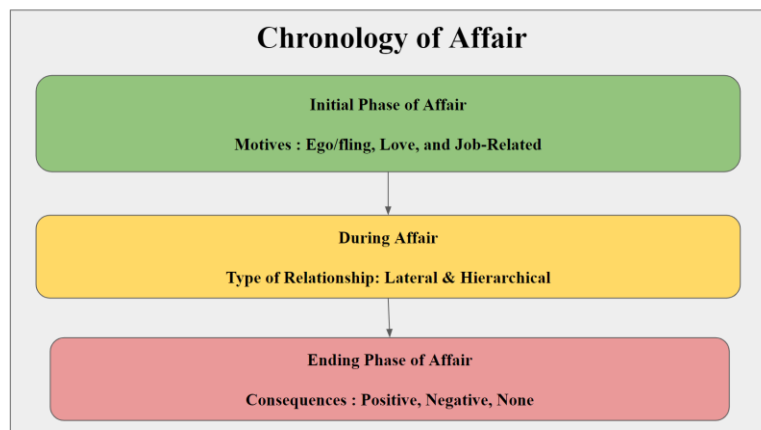 Chronology of Affair
Initial Phase of Affair
Motives : Ego/fling, Love, and Job-Related
During Affair
Type of Relationship: Lateral & Hierarchical
Ending Phase of Affair
Consequences : Positive, Negative, None